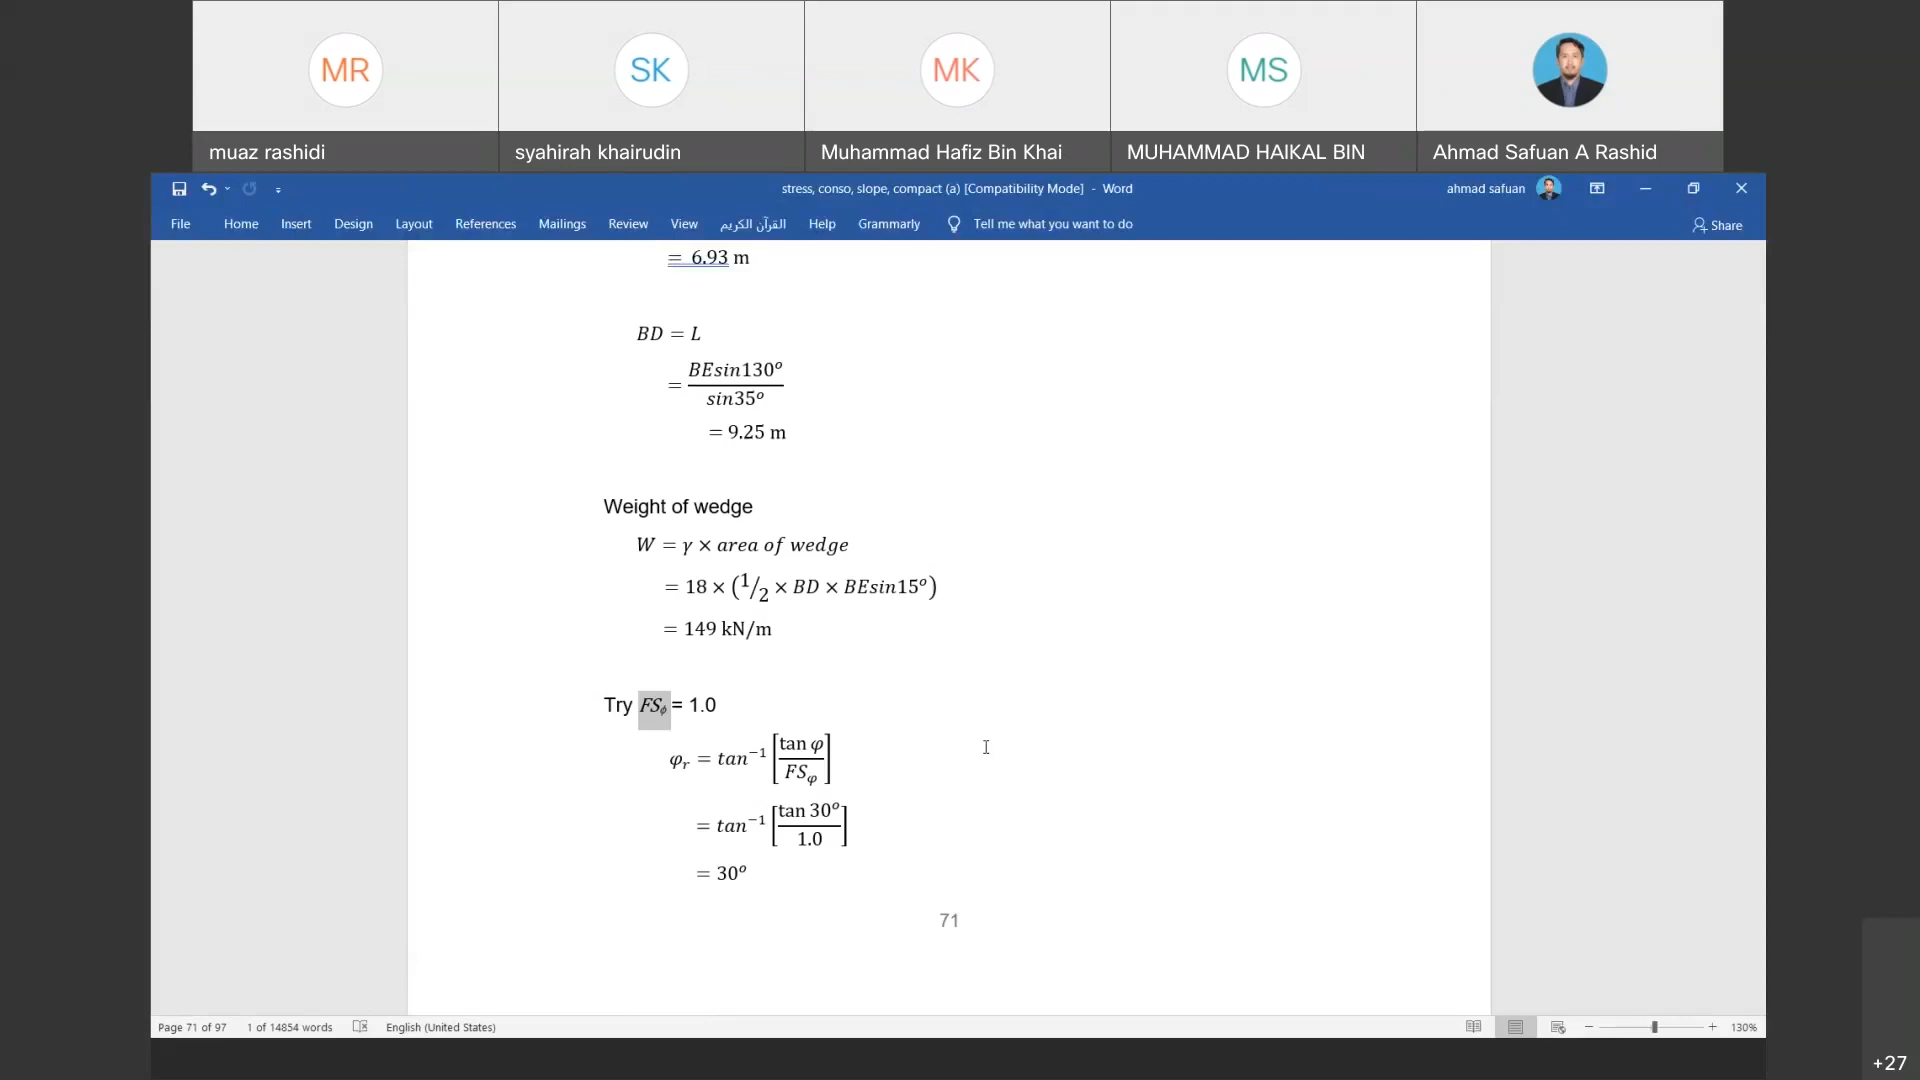 MR
SK
MK
MS
muaz rashidi
syahirah khairudin
Muhammad Hafiz Bin Khai
MUHAMMAD HAIKAL BIN
Ahmad Safuan A Rashid
stress, conso, slope, compact (a) [Compatibility Mode] - Word
ahmad safuan
File Home Insert Design Layout References Mailings Review View القرآن الكريم Help Grammarly Tell me what you want to do Share
= 6.93 m
BD = L
= BEsin130° / sin35°
= 9.25 m
Weight of wedge
W = γ × area of wedge
= 18 × (1/2 × BD × BEsin15°)
= 149 kN/m
Try FSϕ = 1.0
φr = tan⁻¹ [tan φ / FSφ]
= tan⁻¹ [tan 30° / 1.0]
= 30°
71
Page 71 of 97 1 of 14854 words English (United States) 130%
+27